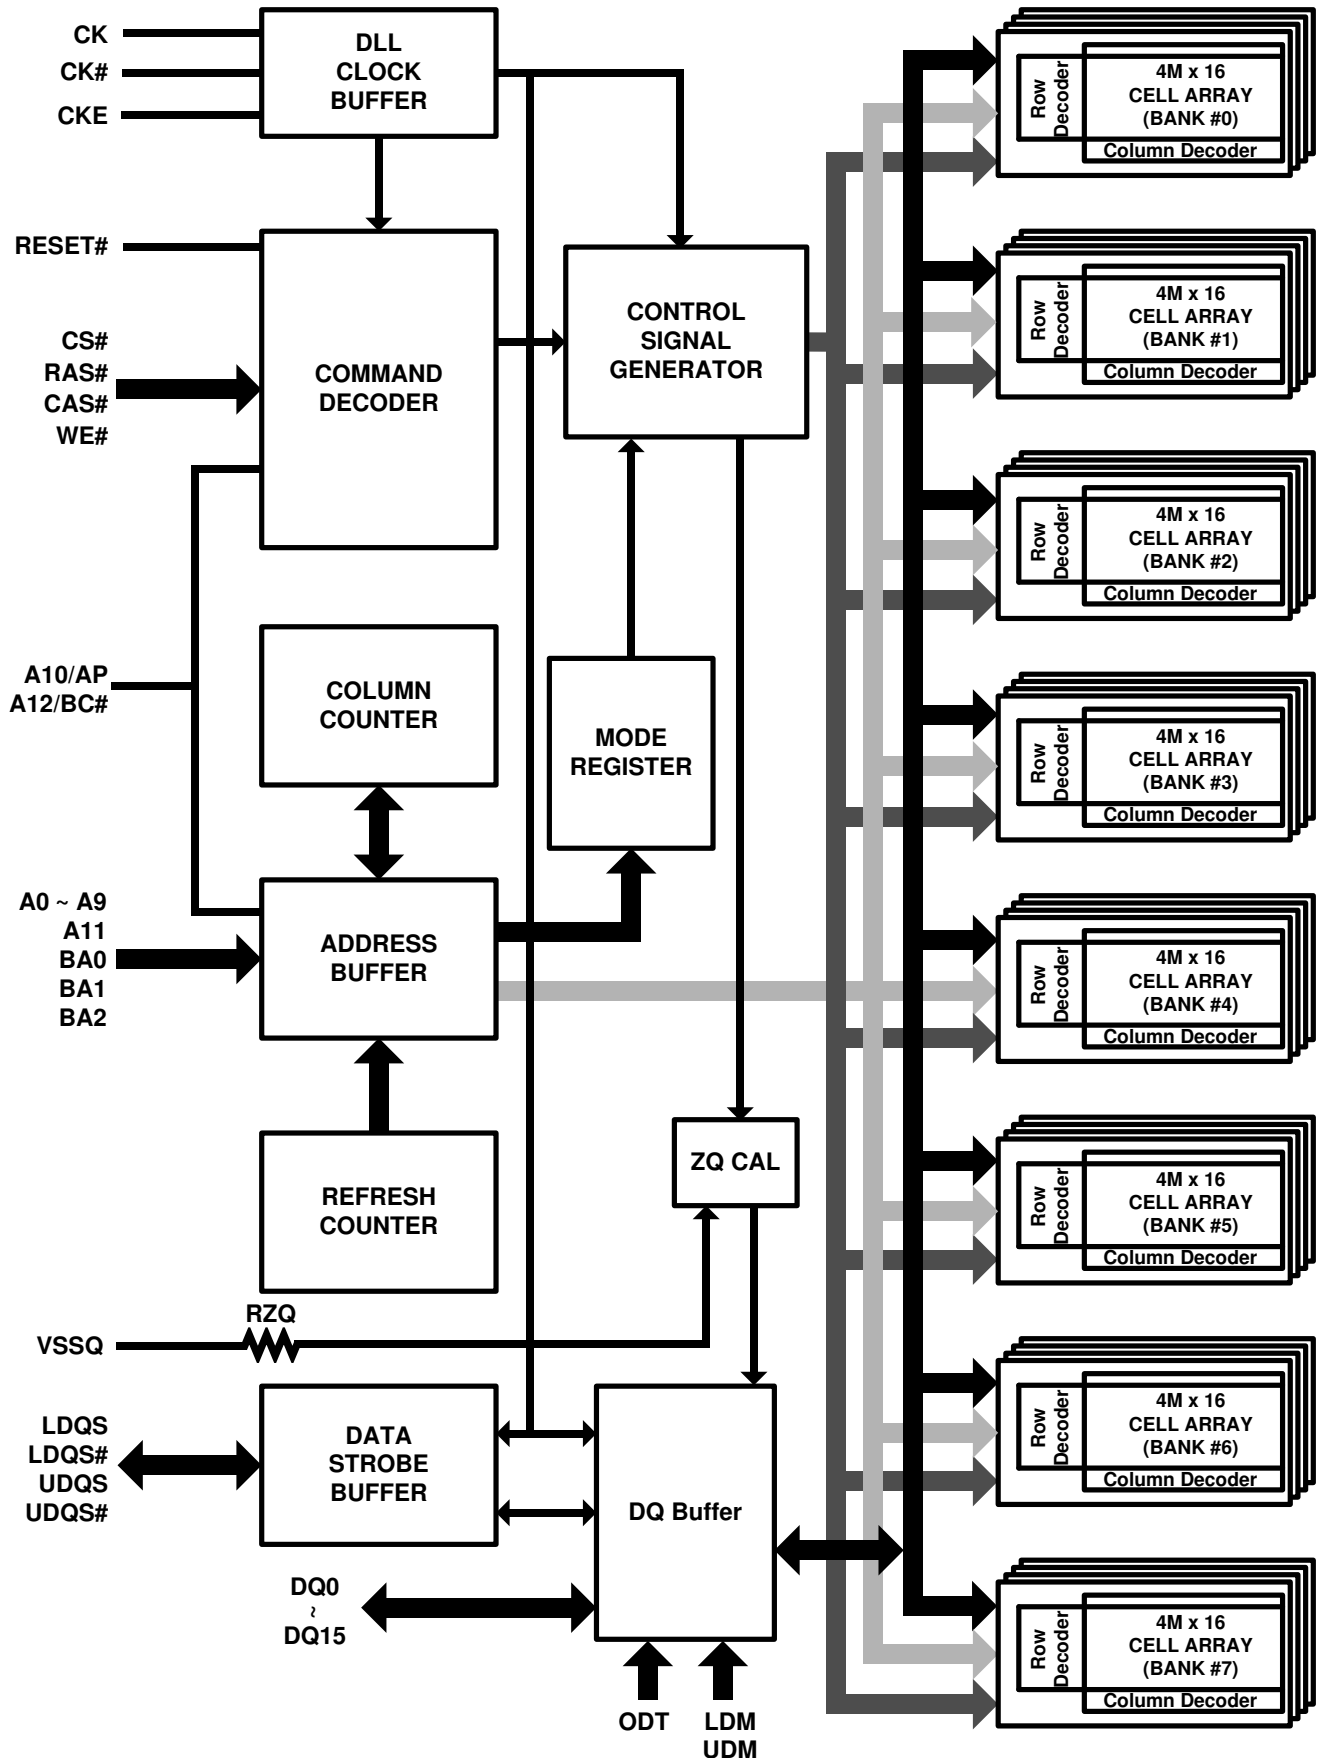 CK
CK#
CKE
DLL
CLOCK
BUFFER
RESET#
CS#
RAS#
CAS#
WE#
COMMAND
DECODER
CONTROL
SIGNAL
GENERATOR
A10/AP
A12/BC#
COLUMN
COUNTER
MODE
REGISTER
A0 ~ A9
A11
BA0
BA1
BA2
ADDRESS
BUFFER
REFRESH
COUNTER
ZQ CAL
RZQ
VSSQ
LDQS
LDQS#
UDQS
UDQS#
DATA
STROBE
BUFFER
DQ Buffer
DQ0
~
DQ15
ODT
LDM
UDM
Row
Decoder
4M x 16
CELL ARRAY
(BANK #0)
Column Decoder
Row
Decoder
4M x 16
CELL ARRAY
(BANK #1)
Column Decoder
Row
Decoder
4M x 16
CELL ARRAY
(BANK #2)
Column Decoder
Row
Decoder
4M x 16
CELL ARRAY
(BANK #3)
Column Decoder
Row
Decoder
4M x 16
CELL ARRAY
(BANK #4)
Column Decoder
Row
Decoder
4M x 16
CELL ARRAY
(BANK #5)
Column Decoder
Row
Decoder
4M x 16
CELL ARRAY
(BANK #6)
Column Decoder
Row
Decoder
4M x 16
CELL ARRAY
(BANK #7)
Column Decoder